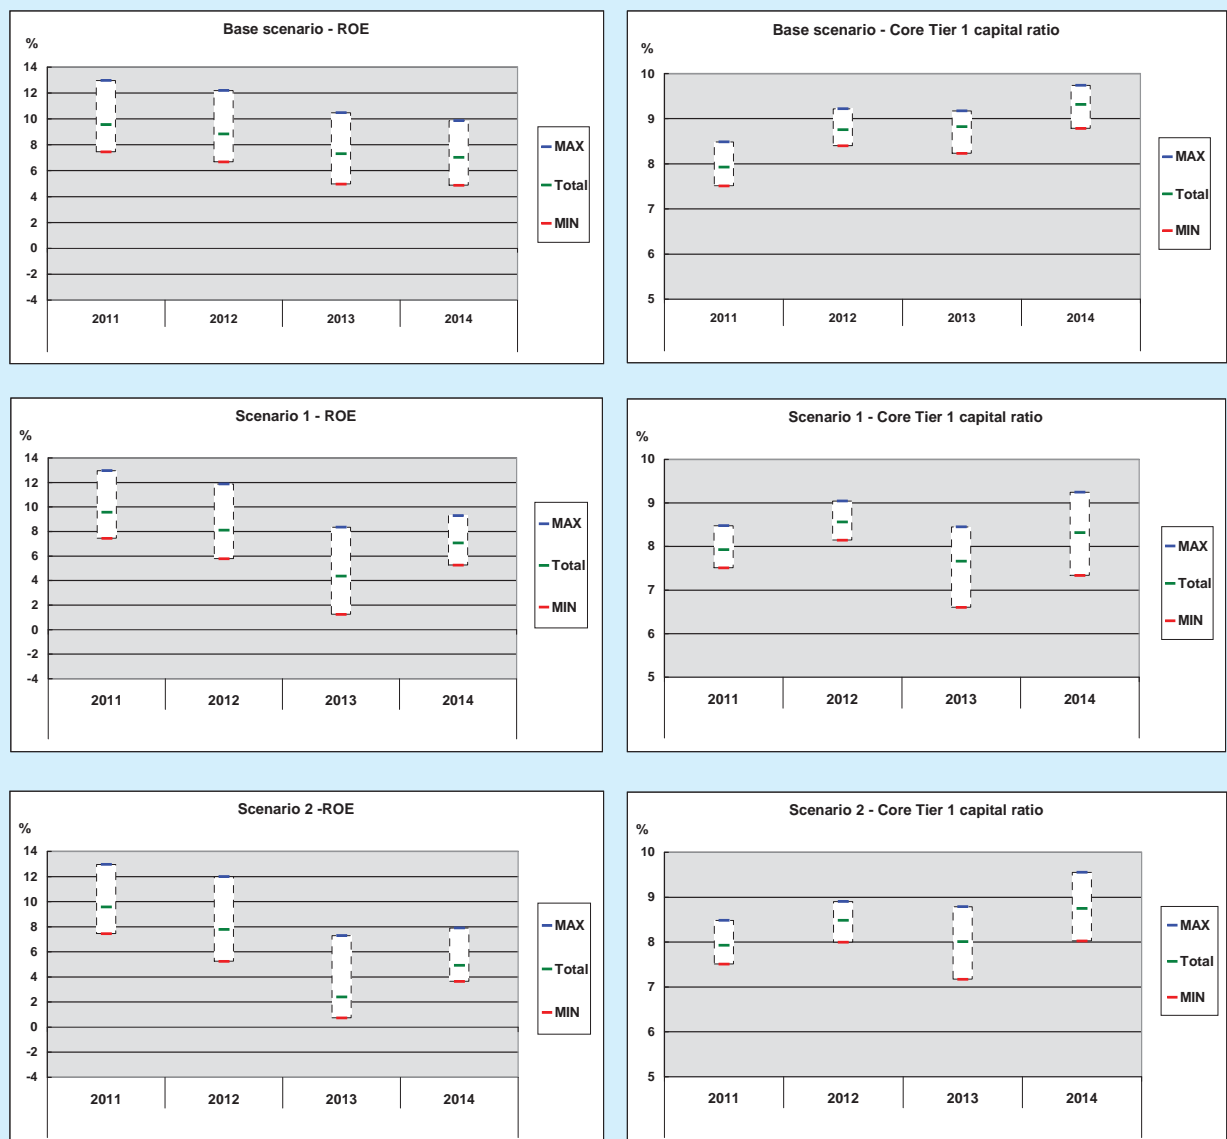 Base scenario - ROE
%
14
12
10
8
6
4
2
0
-2
-4
2011 2012 2013 2014
MAX
Total
MIN
Base scenario - Core Tier 1 capital ratio
%
10
9
8
7
6
5
2011 2012 2013 2014
MAX
Total
MIN
Scenario 1 - ROE
%
14
12
10
8
6
4
2
0
-2
-4
2011 2012 2013 2014
MAX
Total
MIN
Scenario 1 - Core Tier 1 capital ratio
%
10
9
8
7
6
5
2011 2012 2013 2014
MAX
Total
MIN
Scenario 2 -ROE
%
14
12
10
8
6
4
2
0
-2
-4
2011 2012 2013 2014
MAX
Total
MIN
Scenario 2 - Core Tier 1 capital ratio
%
10
9
8
7
6
5
2011 2012 2013 2014
MAX
Total
MIN